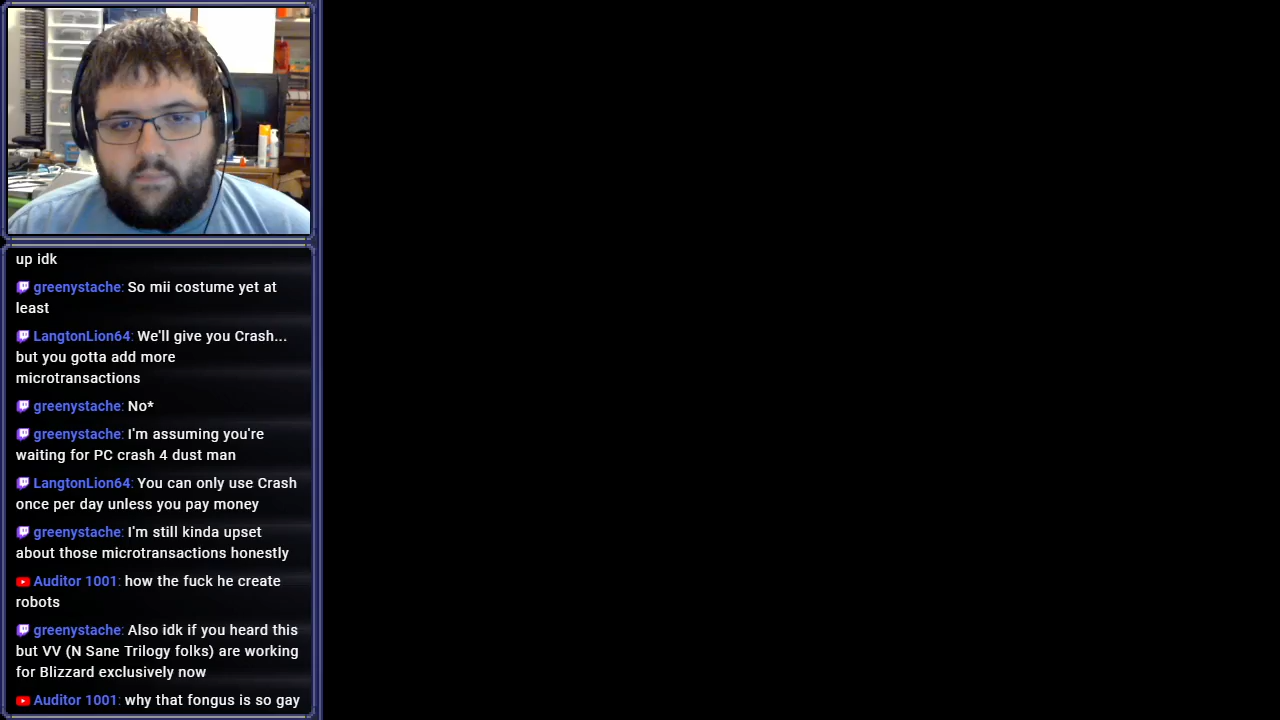 up idk
greenystache: So mii costume yet at
least
LangtonLion64: We'll give you Crash...
but you gotta add more
microtransactions
greenystache: No*
greenystache: I'm assuming you're
waiting for PC crash 4 dust man
LangtonLion64: You can only use Crash
once per day unless you pay money
greenystache: I'm still kinda upset
about those microtransactions honestly
Auditor 1001: how the fuck he create
robots
greenystache: Also idk if you heard this
but VV (N Sane Trilogy folks) are working
for Blizzard exclusively now
Auditor 1001: why that fongus is so gay